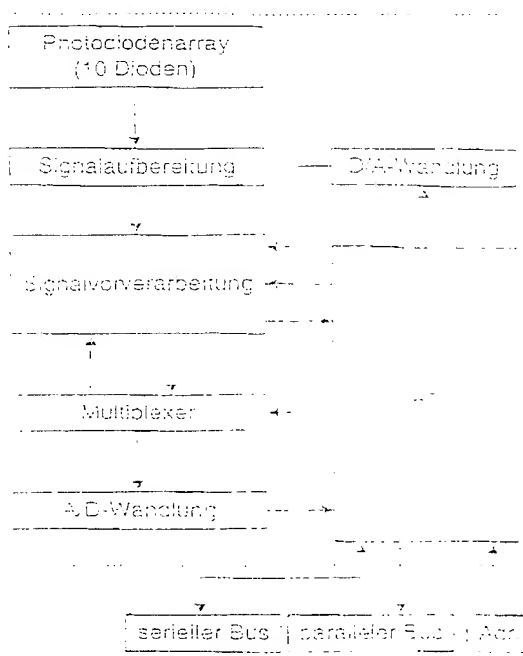 Photodiodenarray
(10 Dioden)
Signalaufbereitung
D/A-Wandlung
Signalvorverarbeitung
Multiplexer
A/D-Wandlung
serieller Bus
paralleler Bus